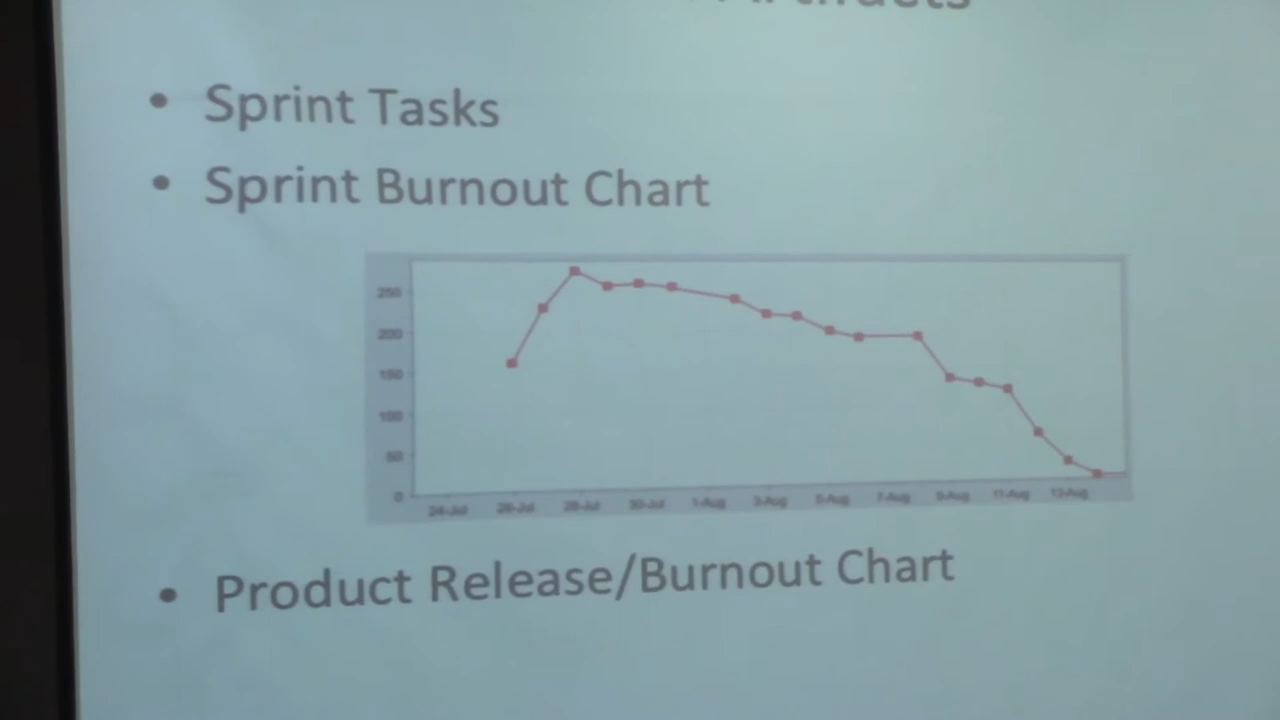 Artifacts
• Sprint Tasks
• Sprint Burnout Chart
250
200
150
100
50
0
24-Jul 26-Jul 28-Jul 30-Jul 1-Aug 3-Aug 5-Aug 7-Aug 9-Aug 11-Aug 13-Aug
• Product Release/Burnout Chart